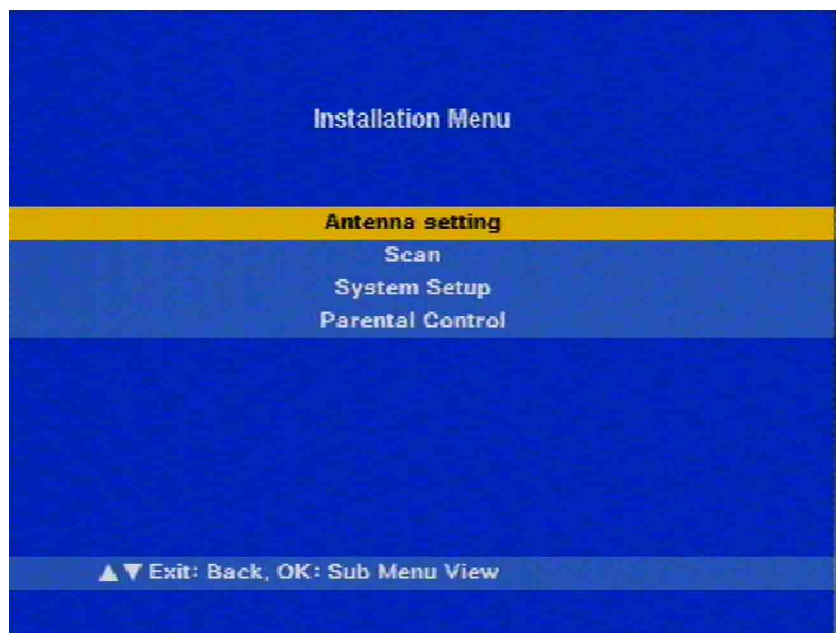 Installation Menu
Antenna setting
Scan
System Setup
Parental Control
▲▼ Exit: Back, OK: Sub Menu View